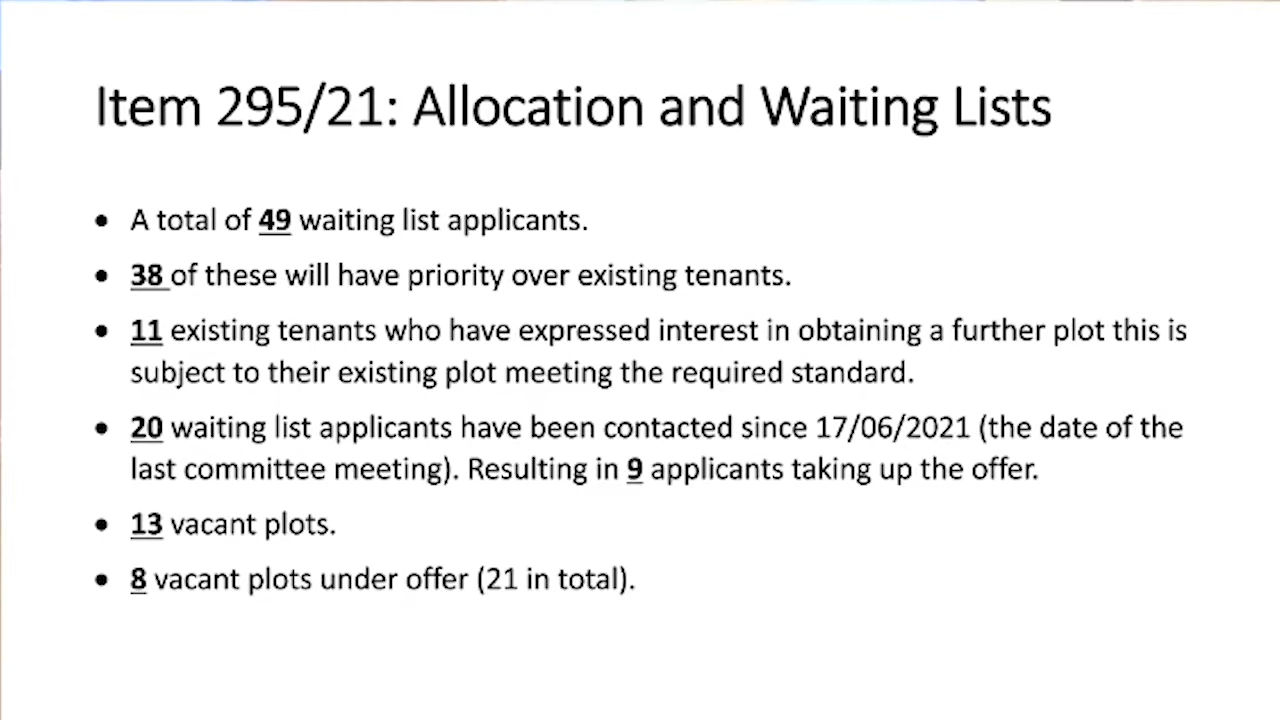 Item 295/21: Allocation and Waiting Lists
• A total of 49 waiting list applicants.
• 38 of these will have priority over existing tenants.
• 11 existing tenants who have expressed interest in obtaining a further plot this is
subject to their existing plot meeting the required standard.
• 20 waiting list applicants have been contacted since 17/06/2021 (the date of the
last committee meeting). Resulting in 9 applicants taking up the offer.
• 13 vacant plots.
• 8 vacant plots under offer (21 in total).